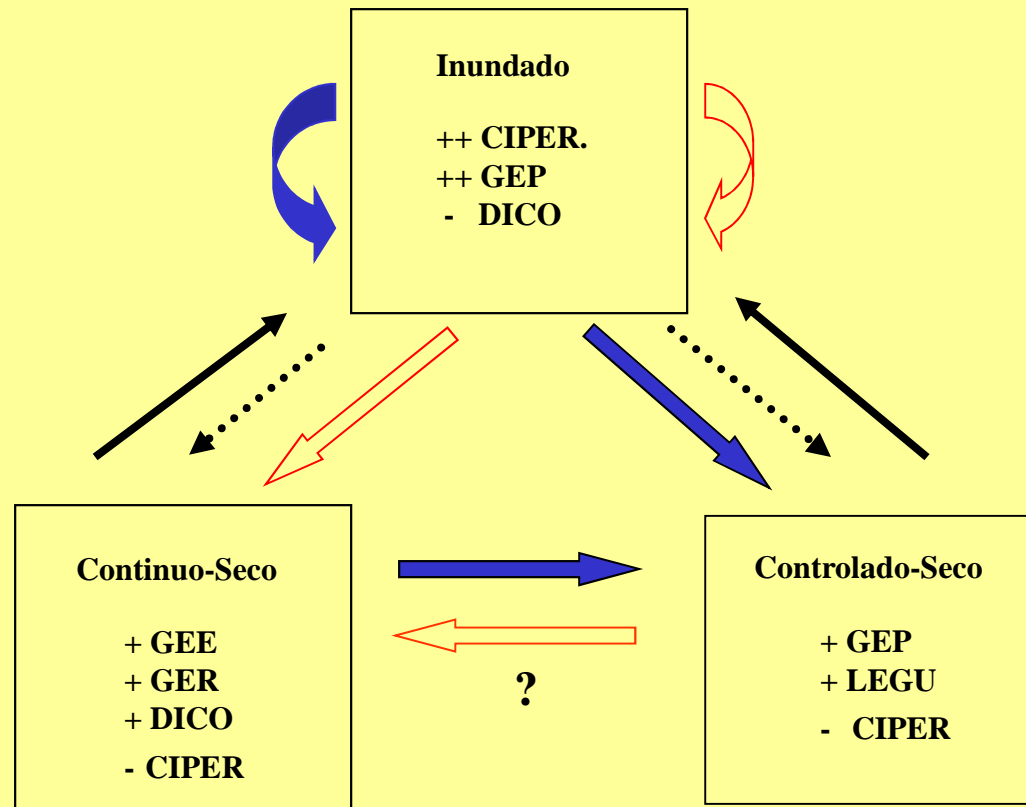 Inundado
++ CIPER.
++ GEP
- DICO
Continuo-Seco
+ GEE
+ GER
+ DICO
- CIPER
?
Controlado-Seco
+ GEP
+ LEGU
- CIPER